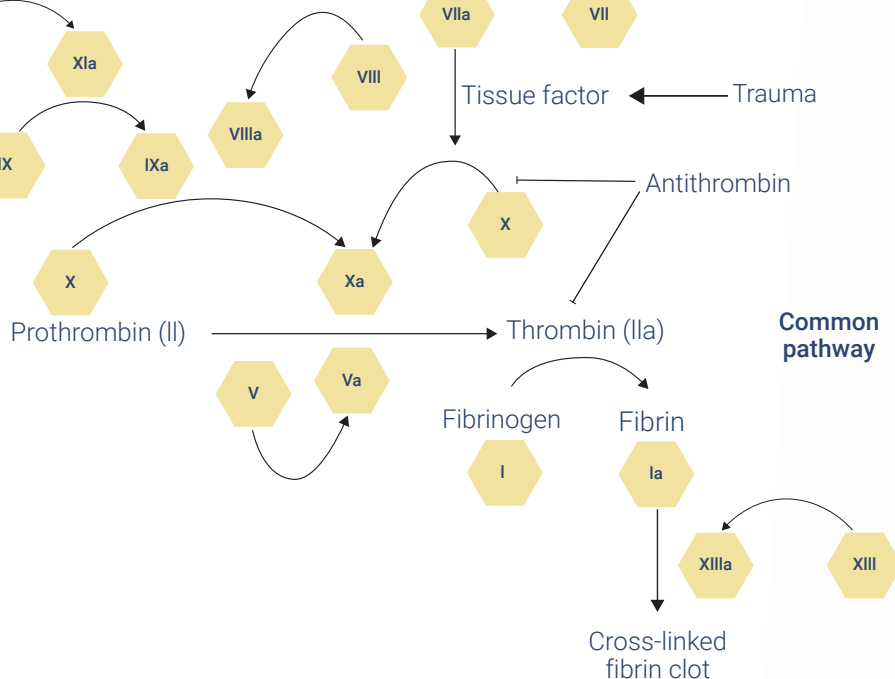 VIIa
VII
XIa
VIII
Tissue factor
Trauma
VIIIa
IX
IXa
Antithrombin
X
X
Xa
Prothrombin (II)
Thrombin (IIa)
Common
pathway
V
Va
Fibrinogen
Fibrin
I
Ia
XIIIa
XIII
Cross-linked
fibrin clot